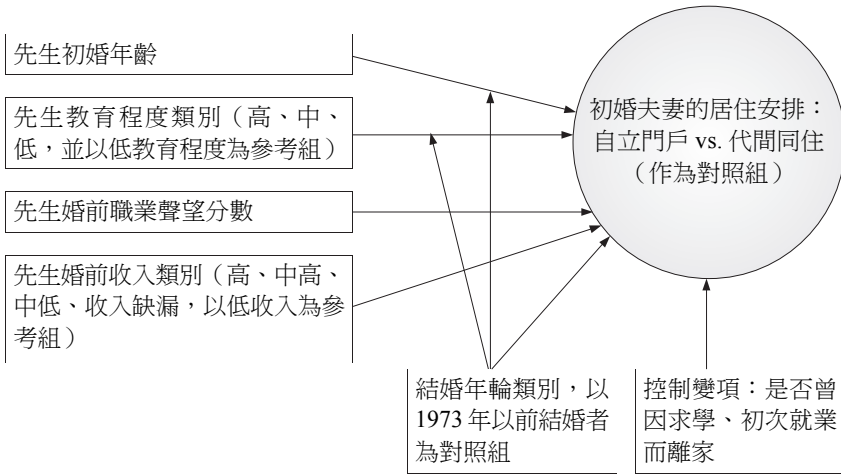 先生初婚年齡
先生教育程度類別（高、中、
低，並以低教育程度為參考組）
先生婚前職業聲望分數
先生婚前收入類別（高、中高、
中低、收入缺漏，以低收入為參
考組）
初婚夫妻的居住安排：
自立門戶 vs. 代間同住
（作為對照組）
結婚年輪類別，以
1973 年以前結婚者
為對照組
控制變項：是否曾
因求學、初次就業
而離家